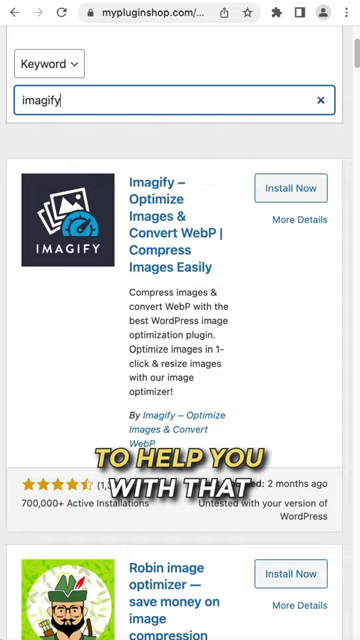 mypluginshop.com/...
Keyword
imagify
Imagify –
Optimize
Images &
Convert WebP |
Compress
Images Easily
Install Now
More Details
IMAGIFY
Compress images &
convert WebP with the
best WordPress image
optimization plugin.
Optimize images in 1-
click & resize images
with our image
optimizer!
By Imagify – Optimize
Images & Convert
WebP
TO HELP YOU
WITH THAT
2 months ago
700,000+ Active Installations
Untested with your version of
WordPress
Robin image
optimizer —
save money on
image
compression
Install Now
More Details